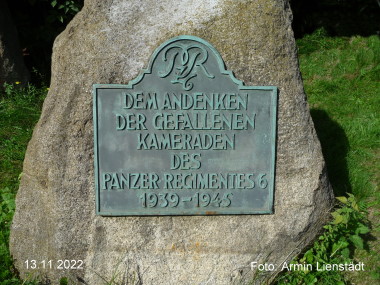 PR 6
DEM ANDENKEN
DER GEFALLENEN
KAMERADEN
DES
PANZER REGIMENTES 6
1939-1945
13.11 2022
Foto: © Armin Lienstädt